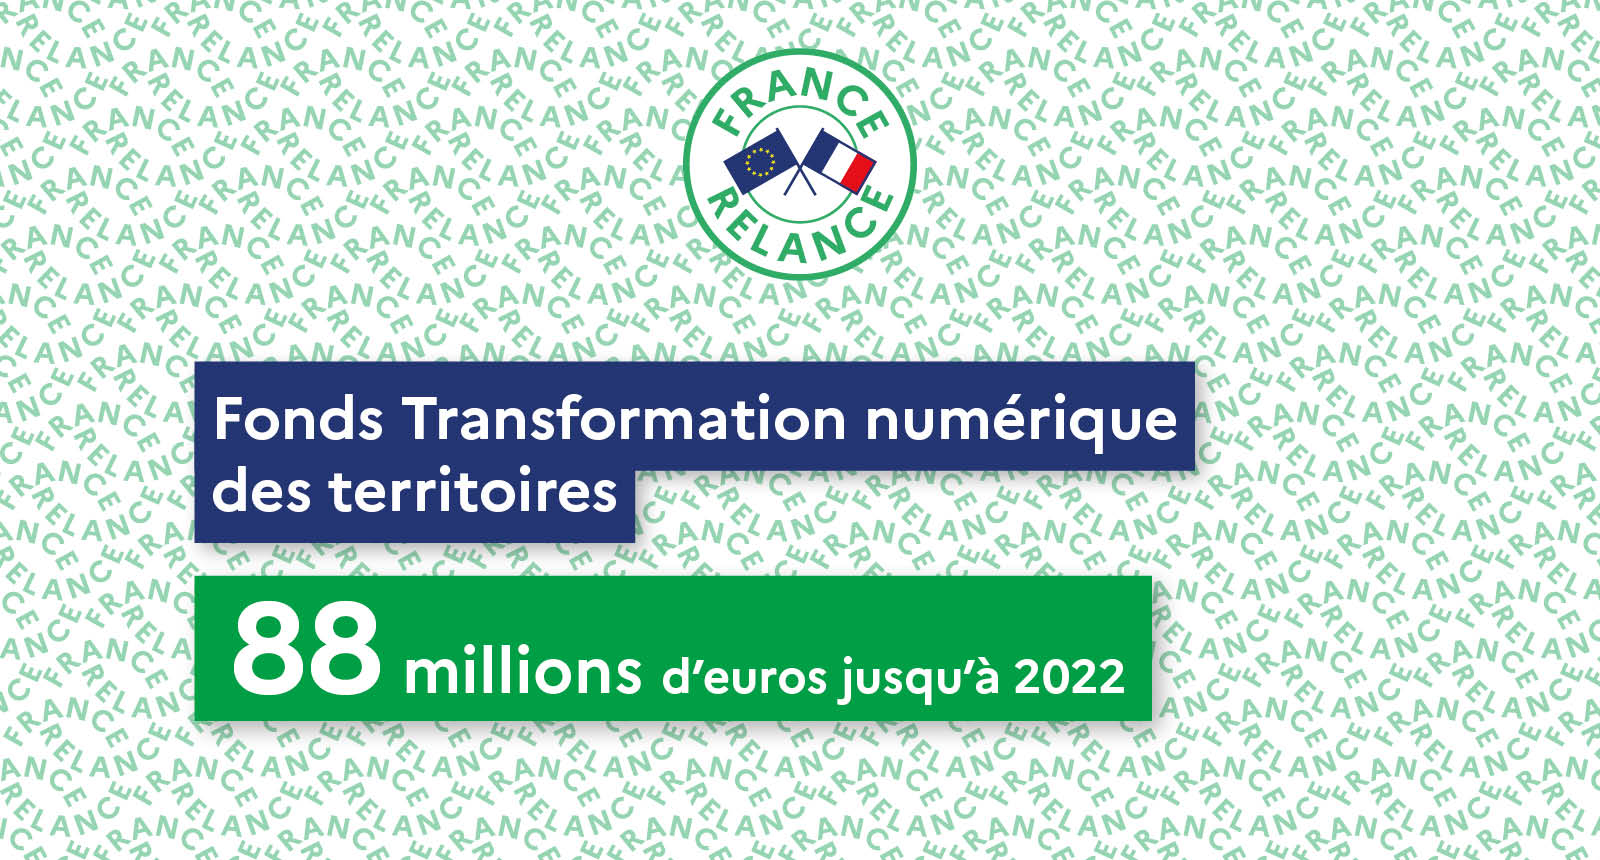 FRANCE
RELANCE
Fonds Transformation numérique
des territoires
88 millions d’euros jusqu’à 2022